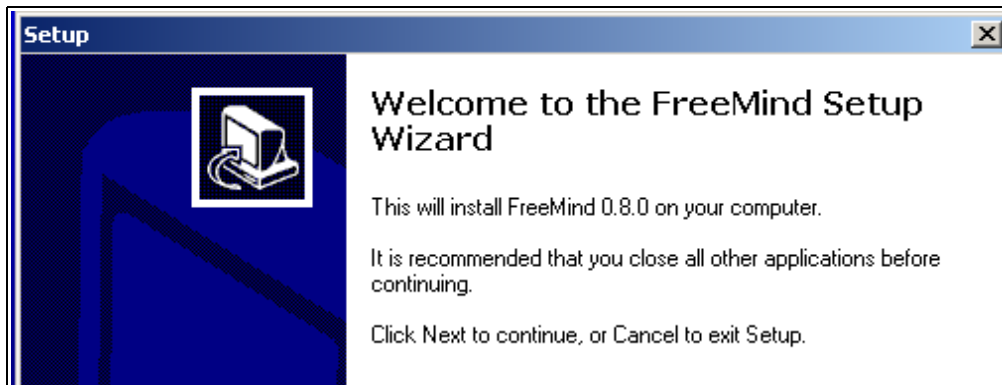 Setup
Welcome to the FreeMind Setup
Wizard
This will install FreeMind 0.8.0 on your computer.
It is recommended that you close all other applications before
continuing.
Click Next to continue, or Cancel to exit Setup.